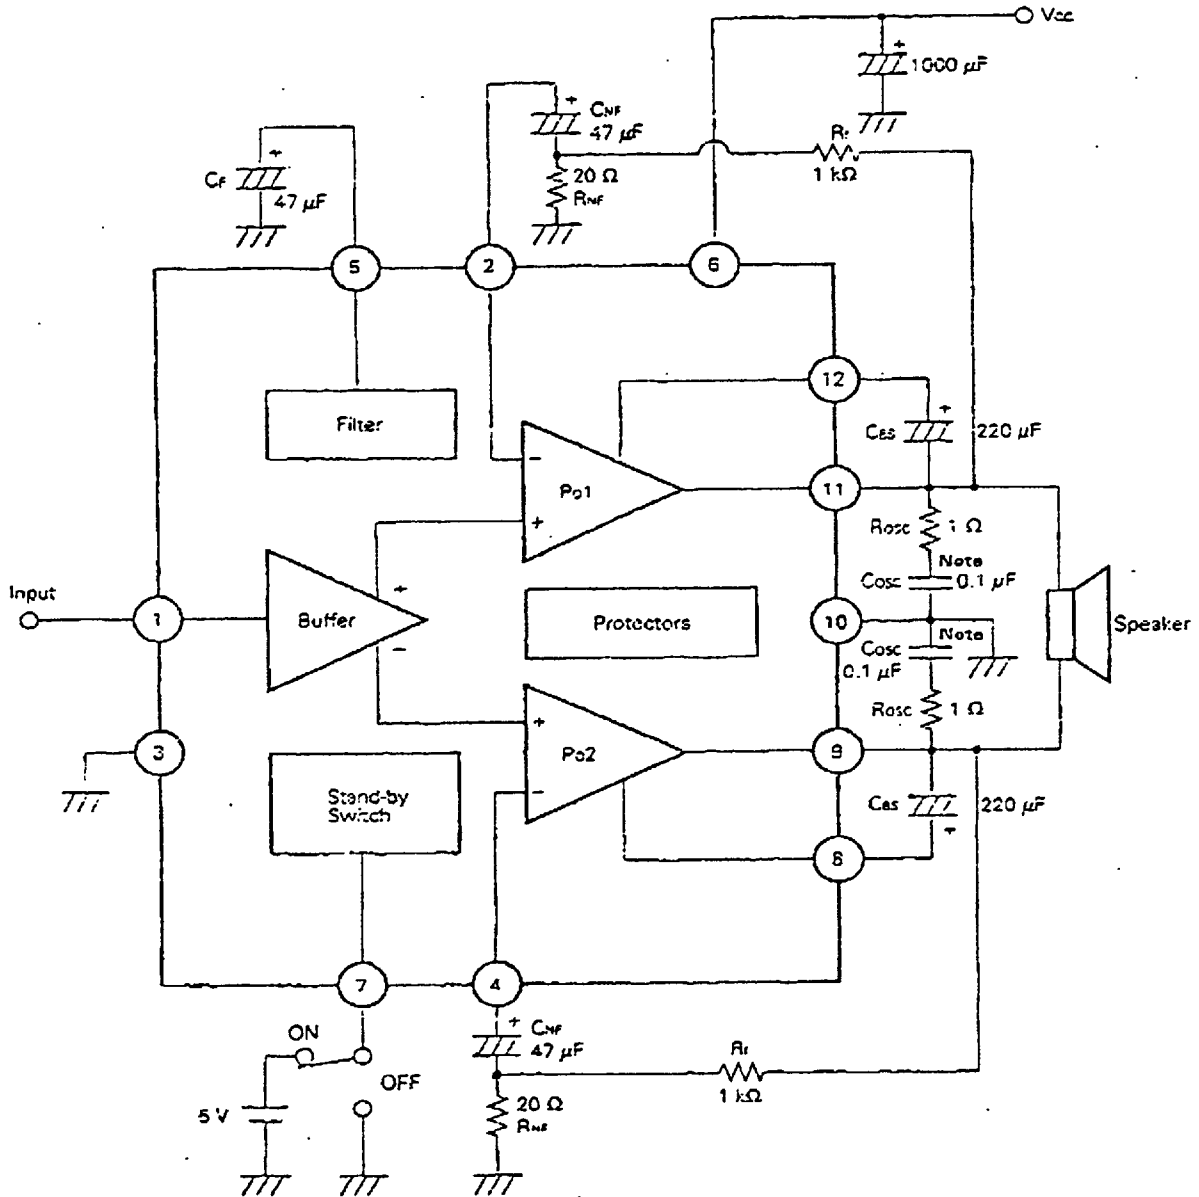 Vcc
+
1000 µF
+
CNF
47 µF
Rf
1 kΩ
+
CF
47 µF
20 Ω
RNF
5
2
6
12
+
CBS
220 µF
Filter
−
Po1
+
11
Rosc
1 Ω
Note
Cosc
0.1 µF
Input
1
Buffer
+
−
Protectors
10
Note
Cosc
0.1 µF
Speaker
Rosc
1 Ω
3
+
Po2
−
9
Stand-by
Switch
CBS
220 µF
+
8
7
4
ON
OFF
5 V
+
CNF
47 µF
Rf
1 kΩ
20 Ω
RNF